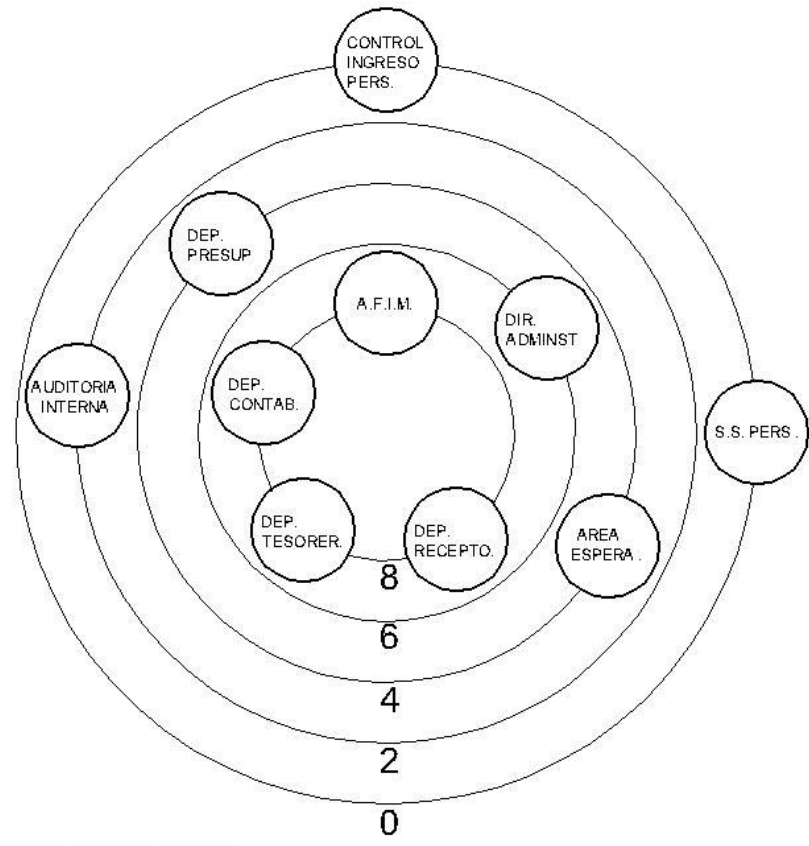 CONTROL
INGRESO
PERS.
DEP.
PRESUP
A.F.I.M.
DIR.
ADMINST
DEP.
CONTAB.
AUDITORIA
INTERNA
S.S. PERS.
DEP.
TESORER.
DEP.
RECEPTO.
AREA
ESPERA.
8
6
4
2
0